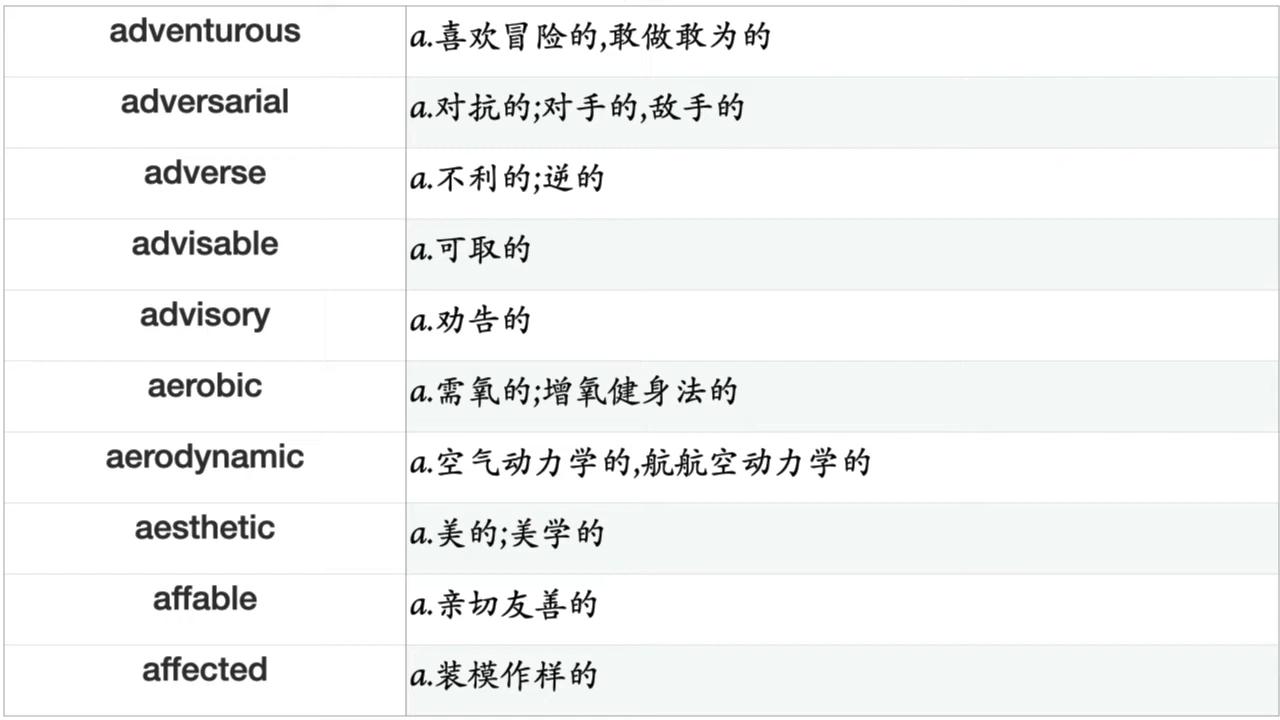 adventurous a.喜欢冒险的,敢做敢为的
adversarial a.对抗的;对手的,敌手的
adverse a.不利的;逆的
advisable a.可取的
advisory a.劝告的
aerobic a.需氧的;增氧健身法的
aerodynamic a.空气动力学的,航航空动力学的
aesthetic a.美的;美学的
affable a.亲切友善的
affected a.装模作样的